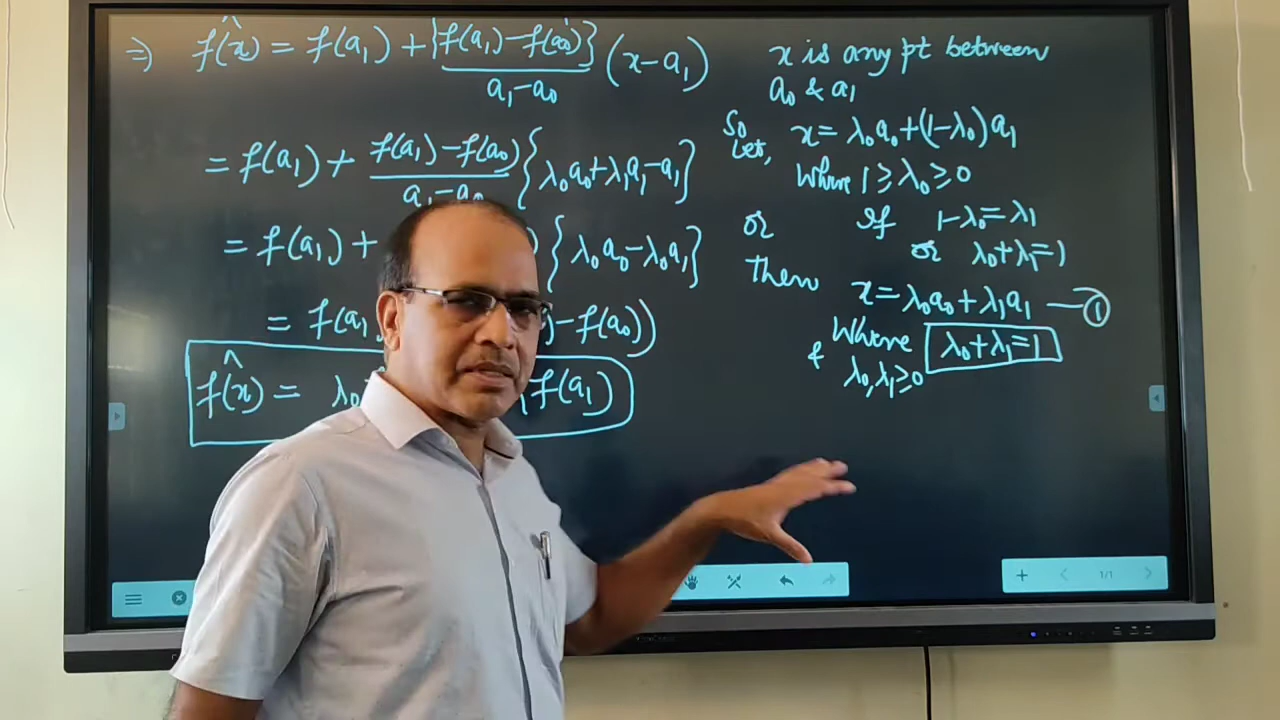 ⇒ f̂(x) = f(a₁) + {f(a₁)-f(a₀)}/(a₁-a₀) (x-a₁)
= f(a₁) + (f(a₁)-f(a₀))/(a₁-a₀) {λ₀a₀+λ₁a₁-a₁}
= f(a₁) + {λ₀a₀-λ₀a₁}
= f(a₁ -f(a₀))
f̂(x) = λ₀ f(a₁)
x is any pt between
a₀ & a₁
So
Let, x = λ₀a₀+(1-λ₀)a₁
Where 1 ≥ λ₀ ≥ 0
or If 1-λ₀=λ₁
or λ₀+λ₁=1
then x = λ₀a₀+λ₁a₁ —①
Where λ₀+λ₁=1
& λ₀,λ₁≥0
1/1